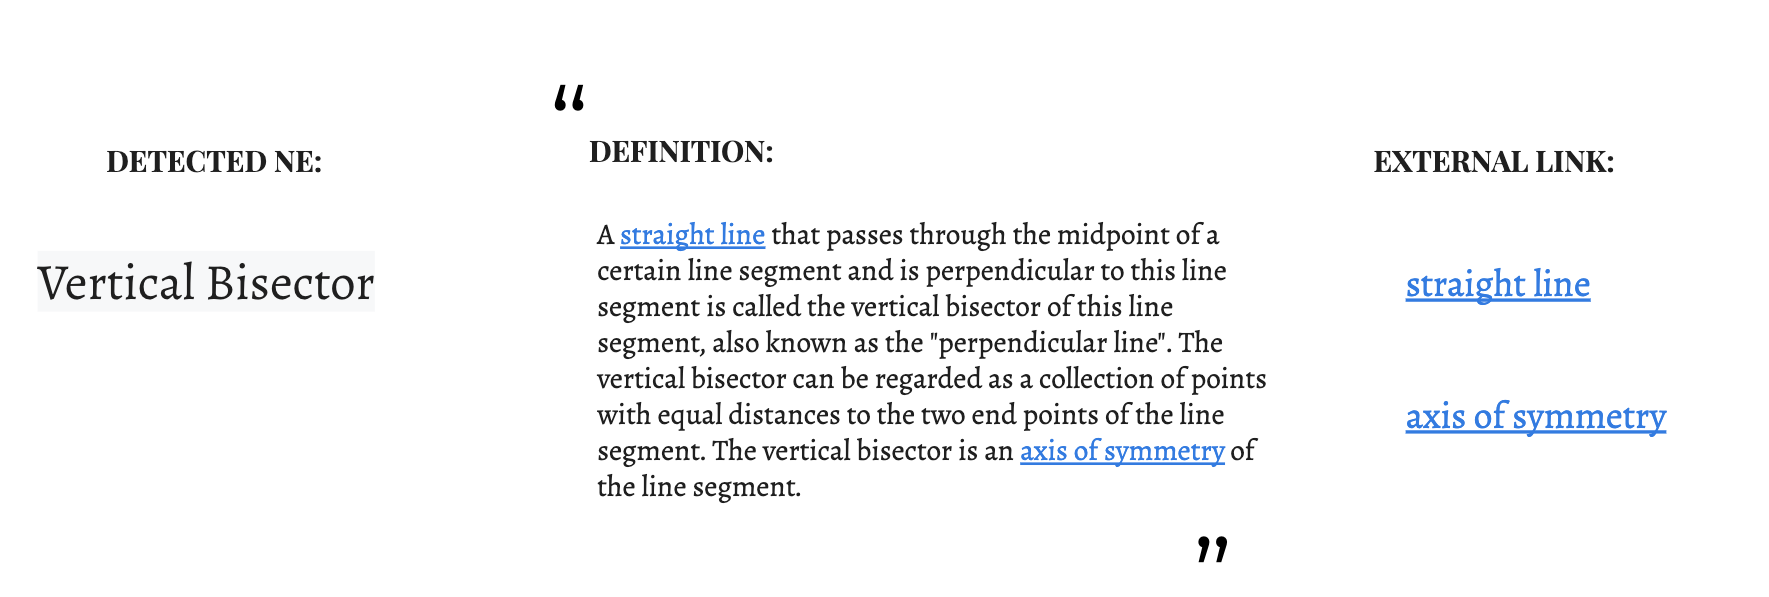 DETECTED NE:
Vertical Bisector
“
DEFINITION:
A straight line that passes through the midpoint of a
certain line segment and is perpendicular to this line
segment is called the vertical bisector of this line
segment, also known as the "perpendicular line". The
vertical bisector can be regarded as a collection of points
with equal distances to the two end points of the line
segment. The vertical bisector is an axis of symmetry of
the line segment.
”
EXTERNAL LINK:
straight line
axis of symmetry